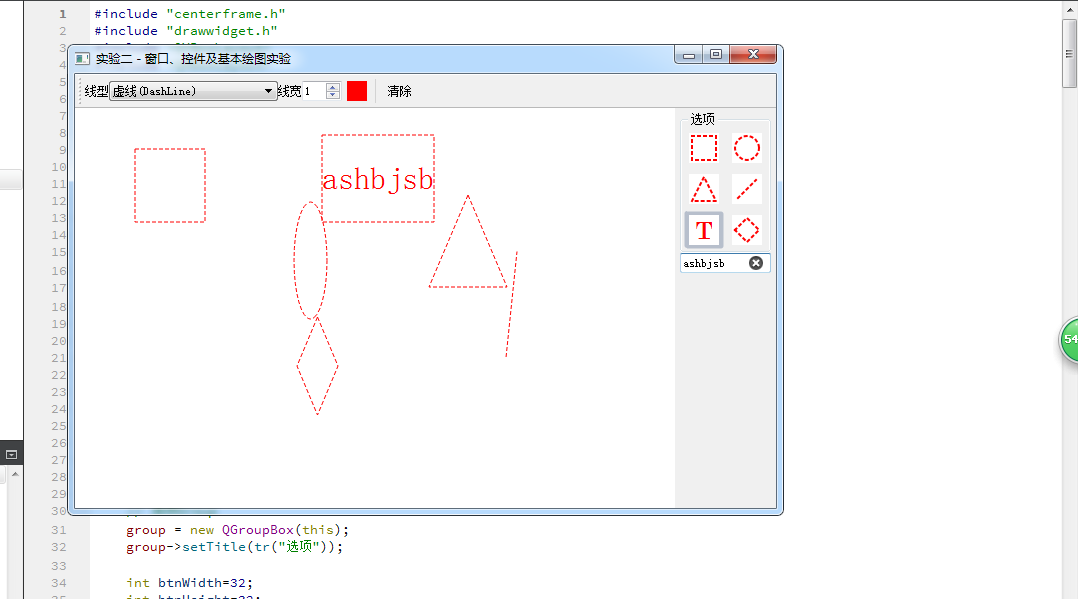 1 #include "centerframe.h"
2 #include "drawwidget.h"
3
实验二 - 窗口、控件及基本绘图实验
4
5
线型 虚线(DashLine) 线宽 1 清除
6
7
选项
8
9
10
11
ashbjsb
12
13
14
T
15
16
ashbjsb
17
18
19
20
54
21
22
23
24
25
26
27
28
29
30
31 group = new QGroupBox(this);
32 group->setTitle(tr("选项"));
33
34 int btnWidth=32;